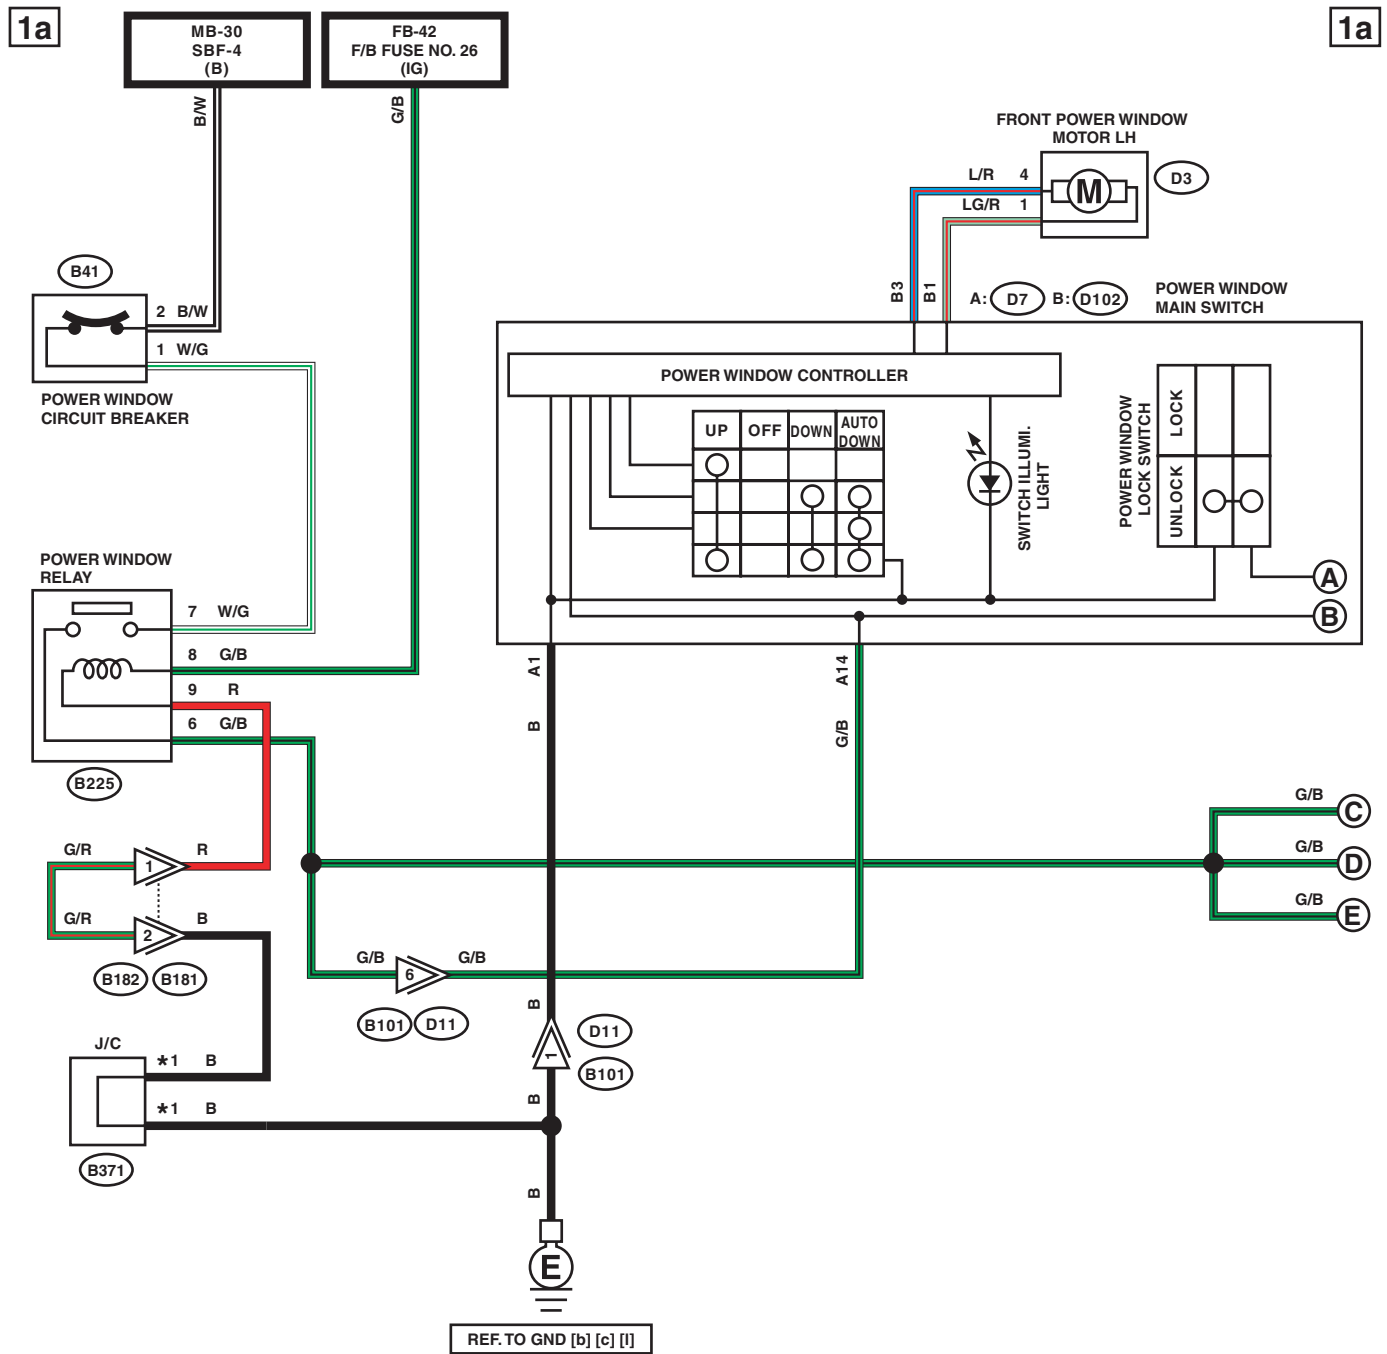 1a
1a
MB-30
SBF-4
(B)
FB-42
F/B FUSE NO. 26
(IG)
B/W
G/B
FRONT POWER WINDOW
MOTOR LH
L/R 4
LG/R 1
M
D3
B3
B1
A: D7 B: D102
POWER WINDOW
MAIN SWITCH
B41
2 B/W
1 W/G
POWER WINDOW
CIRCUIT BREAKER
POWER WINDOW CONTROLLER
UP OFF DOWN AUTO DOWN
SWITCH ILLUMI.
LIGHT
POWER WINDOW
LOCK SWITCH
LOCK
UNLOCK
A
B
POWER WINDOW
RELAY
7 W/G
8 G/B
9 R
6 G/B
B225
A1
B
A14
G/B
G/B C
G/B D
G/B E
G/R 1 R
G/R 2 B
B182 B181
G/B 6 G/B
B101 D11
B
1
D11
B101
B
J/C
*1 B
*1 B
B371
B
E
REF. TO GND [b] [c] [l]